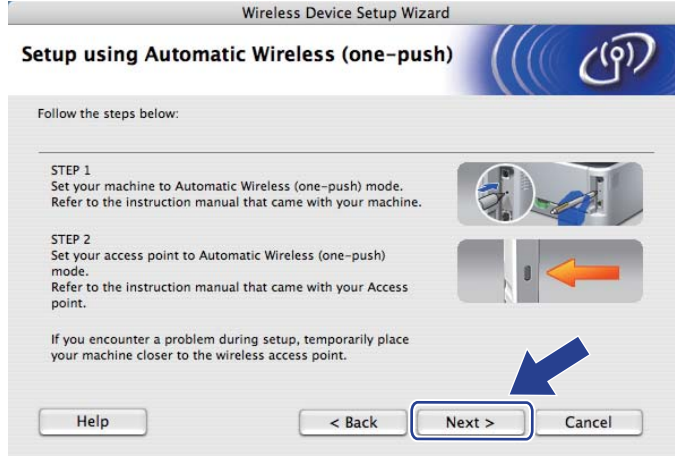 Wireless Device Setup Wizard
Setup using Automatic Wireless (one-push)
Follow the steps below:
STEP 1
Set your machine to Automatic Wireless (one-push) mode.
Refer to the instruction manual that came with your machine.
STEP 2
Set your access point to Automatic Wireless (one-push)
mode.
Refer to the instruction manual that came with your Access
point.
If you encounter a problem during setup, temporarily place
your machine closer to the wireless access point.
Help
< Back
Next >
Cancel